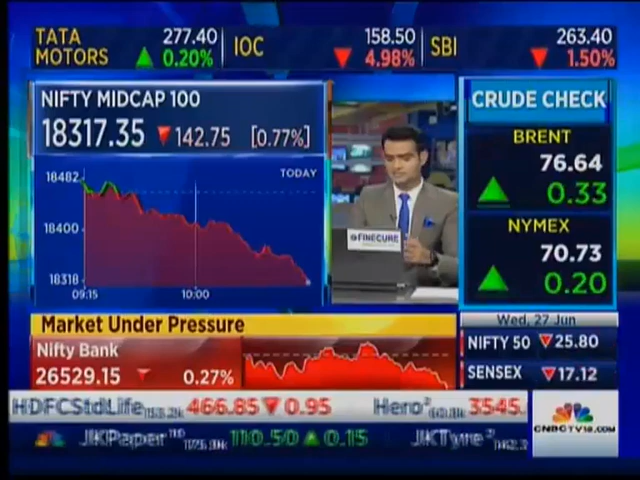 TATA MOTORS 277.40 0.20%
IOC 158.50 4.98%
SBI 263.40 1.50%
NIFTY MIDCAP 100
18317.35 142.75 [0.77%]
TODAY
18482
18400
18318
09:15 10:00
FINECURE
CRUDE CHECK
BRENT
76.64
0.33
NYMEX
70.73
0.20
Market Under Pressure
Nifty Bank
26529.15 0.27%
Wed, 27 Jun
NIFTY 50 25.80
SENSEX 17.12
HDFCStdLife 466.85 0.95 Hero 3545.
JKPaper 110.50 0.15 JKTyre
CNBCTV18.COM